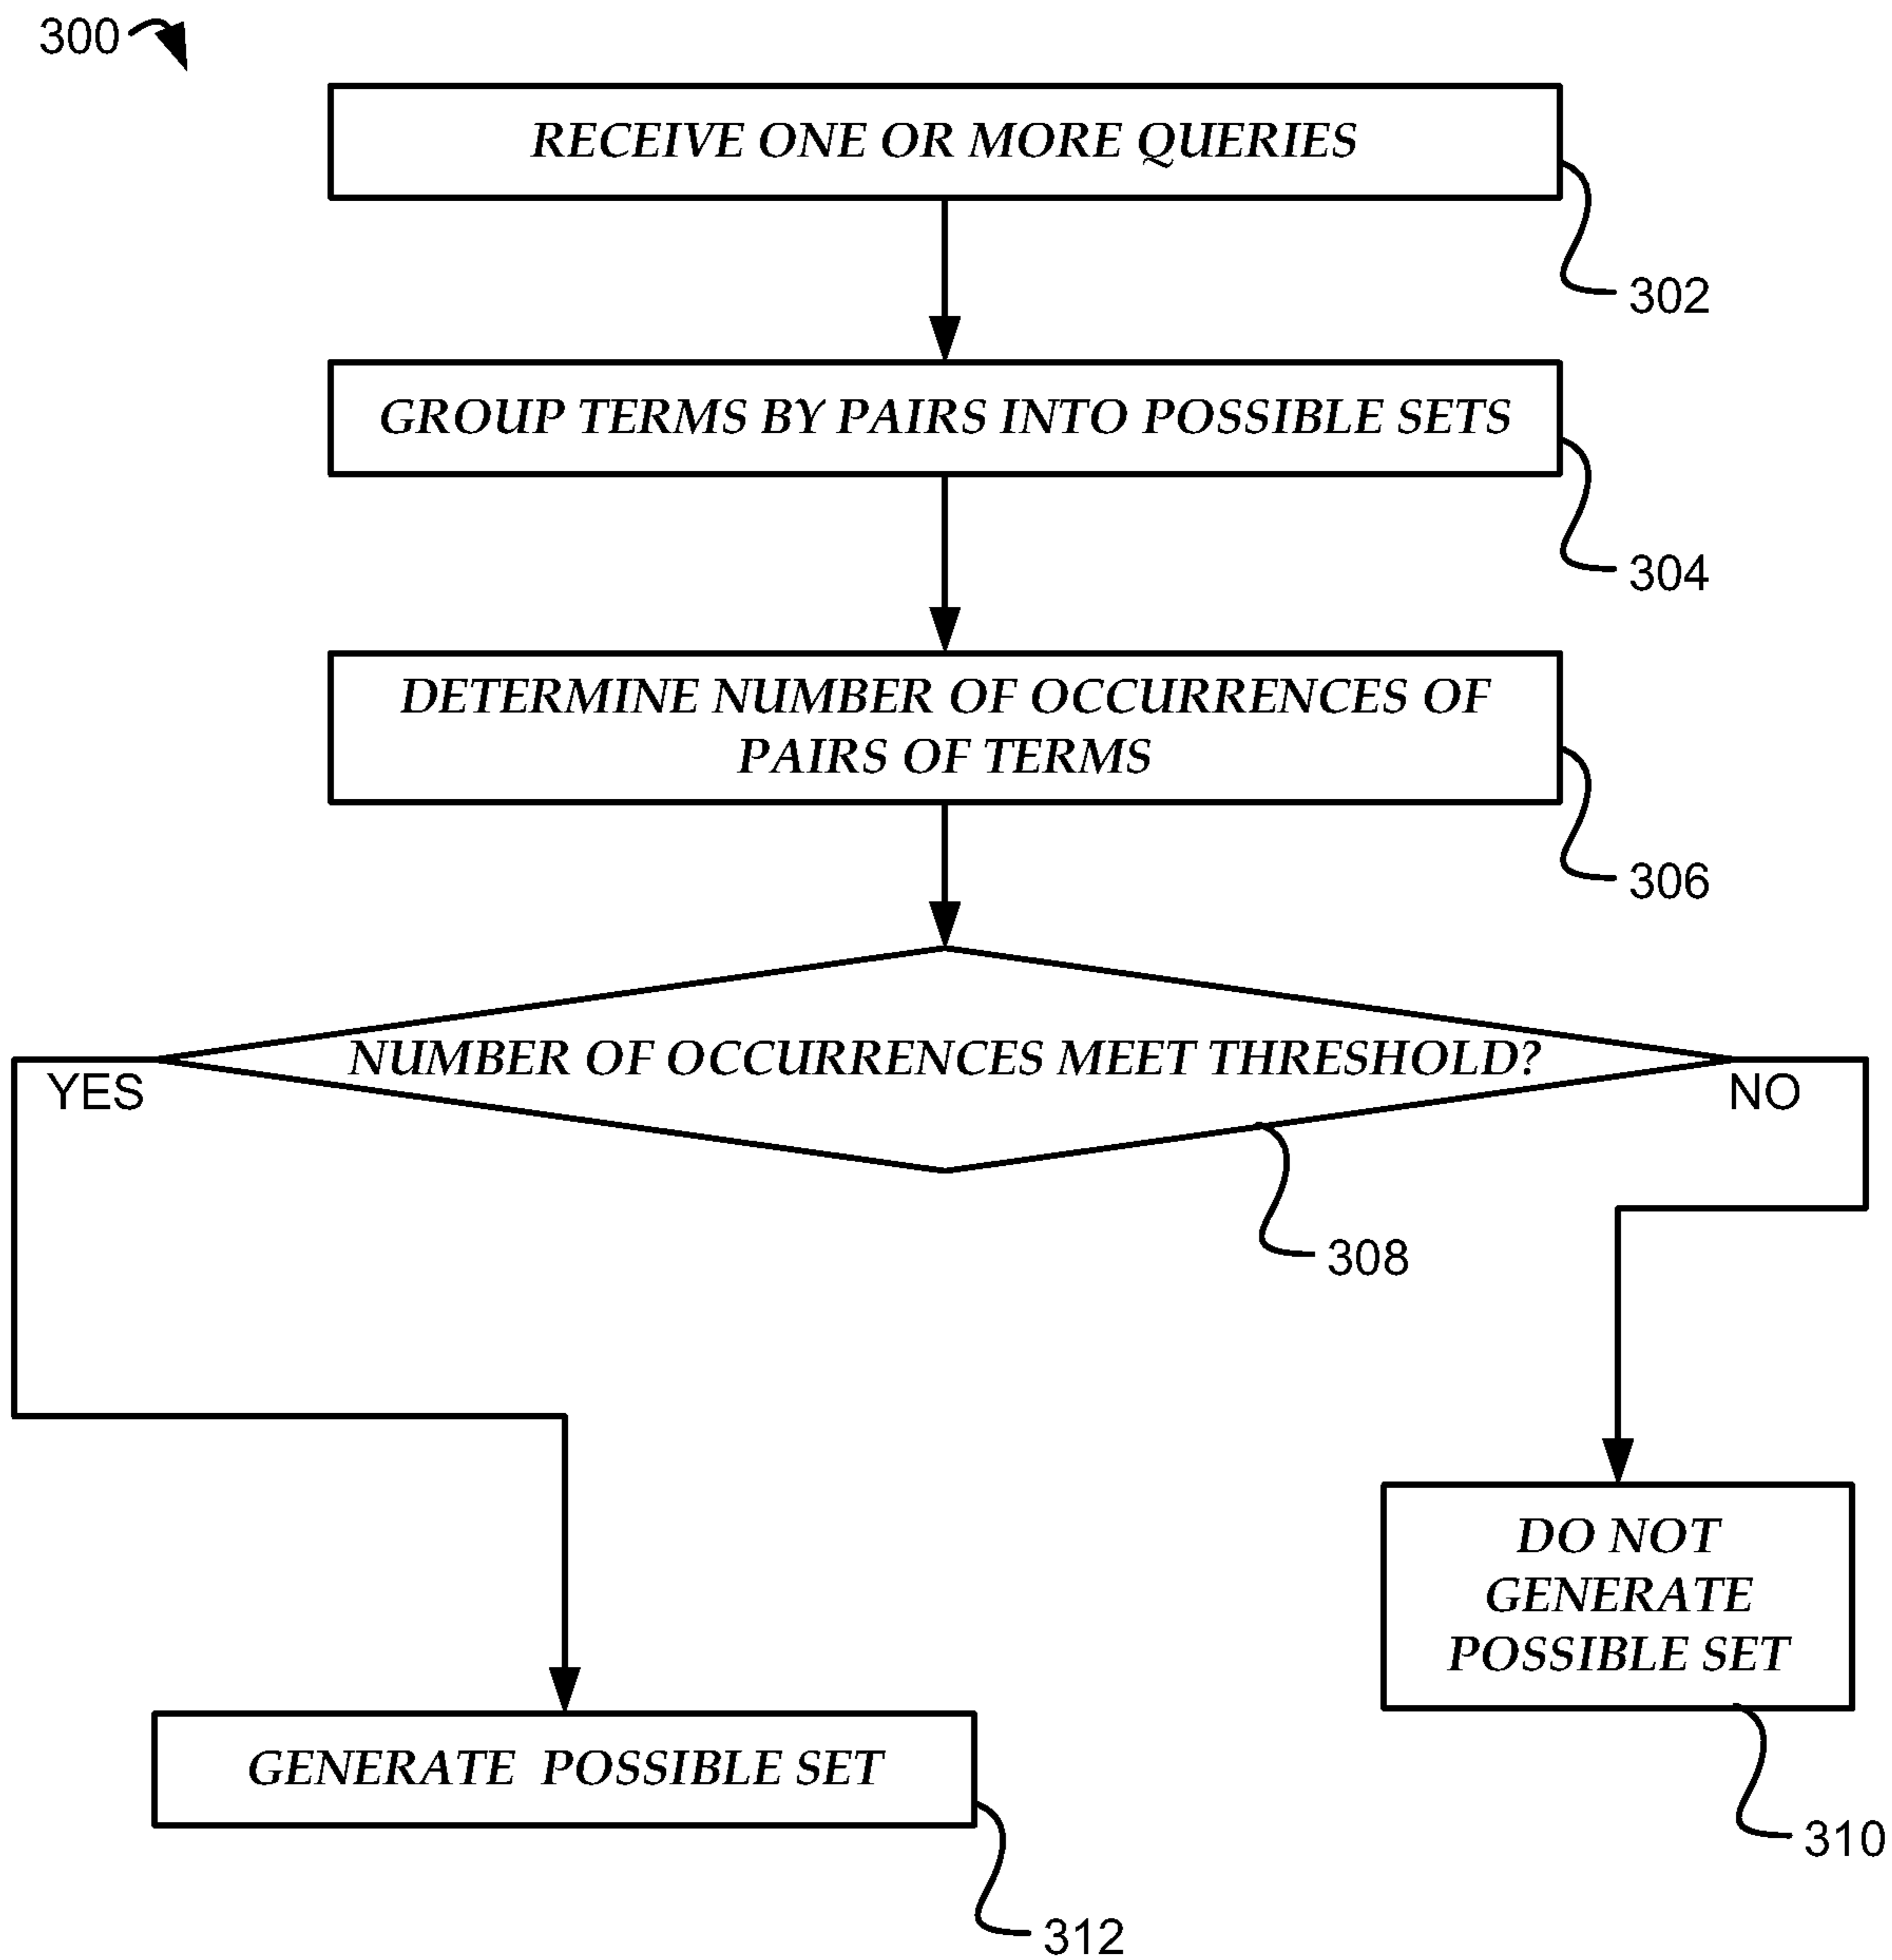 300
RECEIVE ONE OR MORE QUERIES
302
GROUP TERMS BY PAIRS INTO POSSIBLE SETS
304
DETERMINE NUMBER OF OCCURRENCES OF
PAIRS OF TERMS
306
NUMBER OF OCCURRENCES MEET THRESHOLD?
YES
NO
308
DO NOT
GENERATE
POSSIBLE SET
310
GENERATE POSSIBLE SET
312